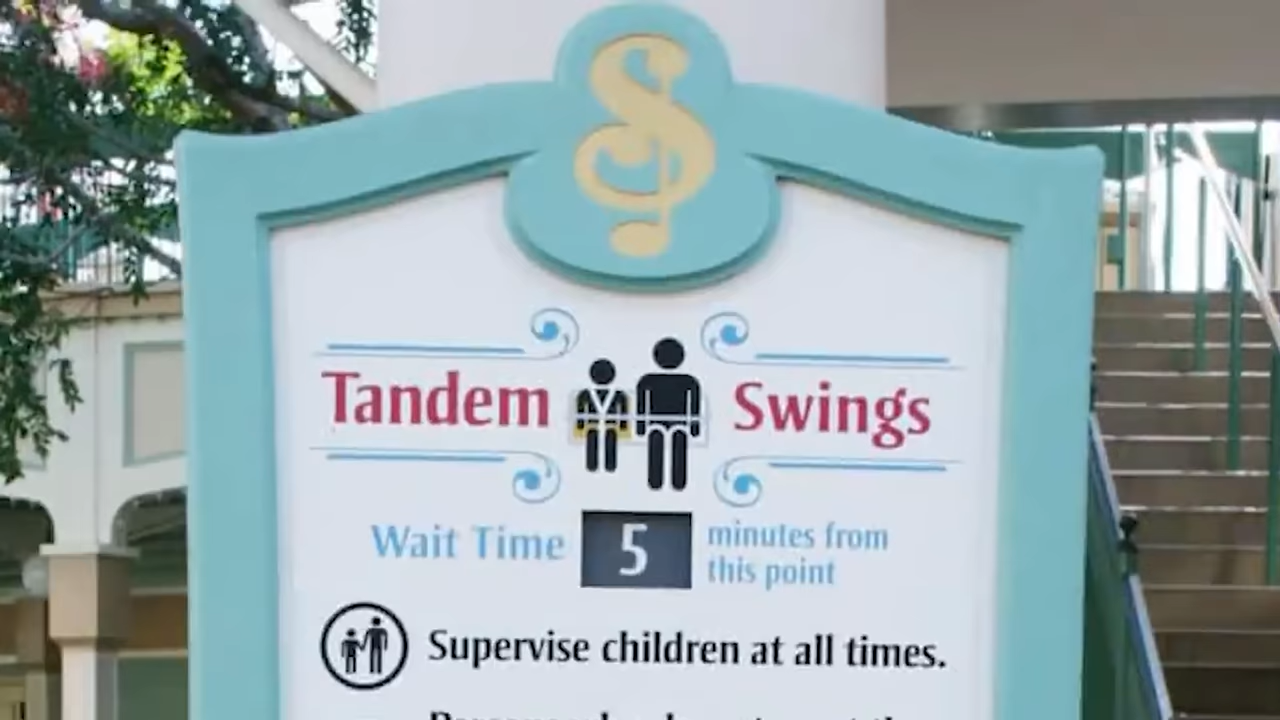 Tandem Swings
Wait Time 5 minutes from
this point
Supervise children at all times.